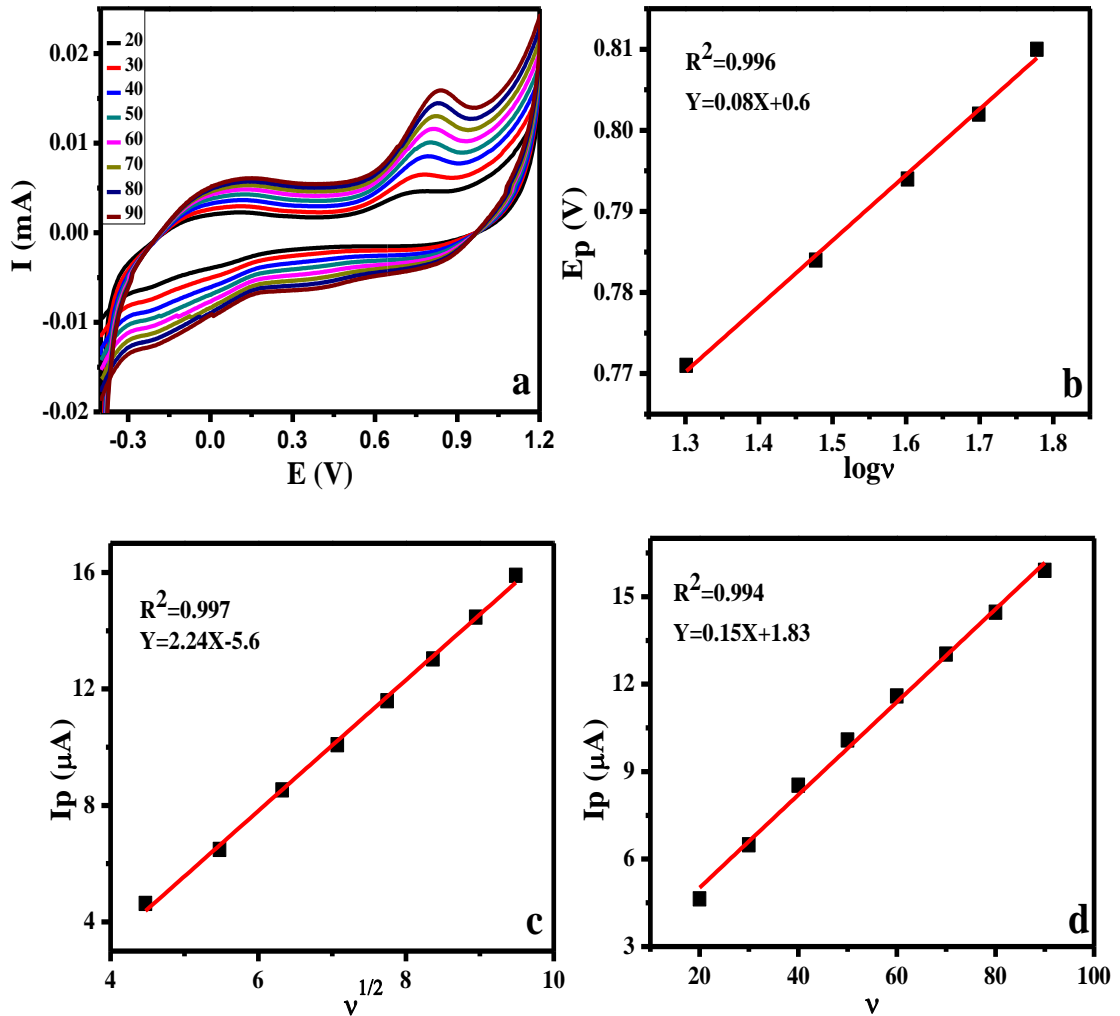 0.02
0.01
0.00
-0.01
-0.02
I (mA)
20
30
40
50
60
70
80
90
a
-0.3 0.0 0.3 0.6 0.9 1.2
E (V)
0.81
0.80
0.79
0.78
0.77
Ep (V)
R²=0.996
Y=0.08X+0.6
b
1.3 1.4 1.5 1.6 1.7 1.8
logν
16
12
8
4
Ip (μA)
R²=0.997
Y=2.24X-5.6
c
4 6 8 10
ν^1/2
15
12
9
6
3
Ip (μA)
R²=0.994
Y=0.15X+1.83
d
20 40 60 80 100
ν